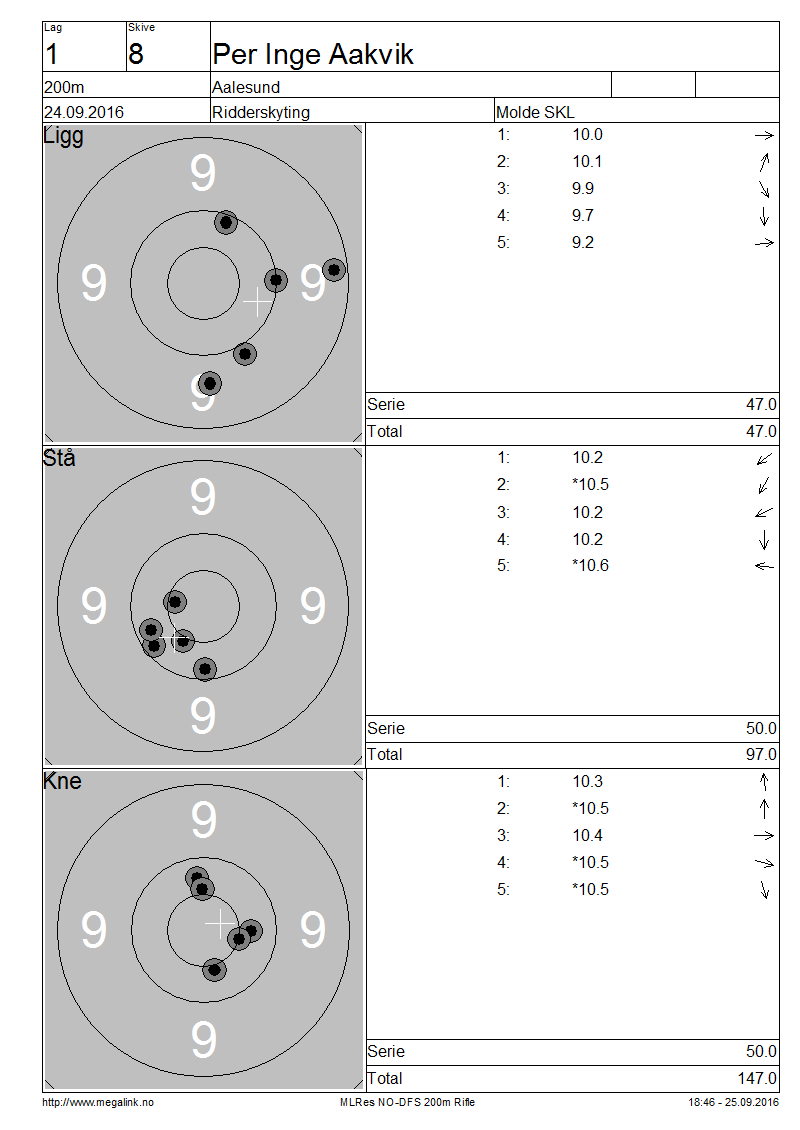 Lag Skive
1 8 Per Inge Aakvik
200m Aalesund
24.09.2016 Ridderskyting Molde SKL
Ligg
9
9 9
9
1: 10.0
2: 10.1
3: 9.9
4: 9.7
5: 9.2
Serie 47.0
Total 47.0
Stå
9
9 9
9
1: 10.2
2: *10.5
3: 10.2
4: 10.2
5: *10.6
Serie 50.0
Total 97.0
Kne
9
9 9
9
1: 10.3
2: *10.5
3: 10.4
4: *10.5
5: *10.5
Serie 50.0
Total 147.0
http://www.megalink.no MLRes NO-DFS 200m Rifle 18:46 - 25.09.2016